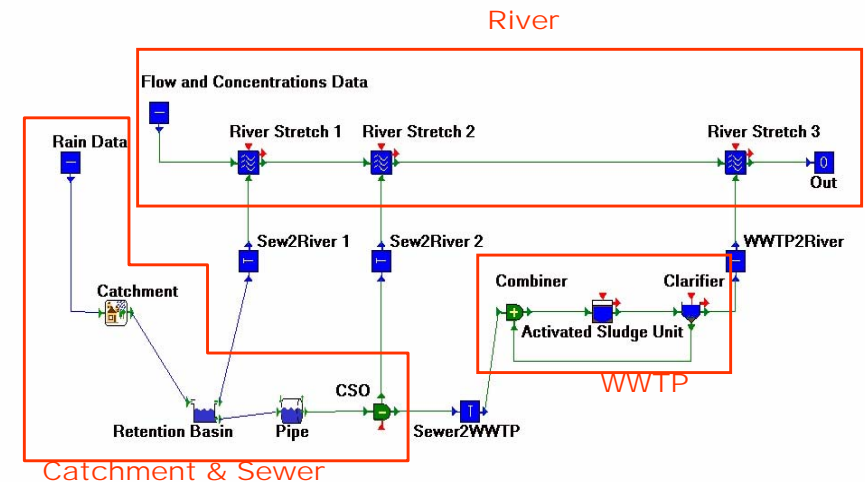 River
Flow and Concentrations Data
Rain Data
River Stretch 1
River Stretch 2
River Stretch 3
Out
Sew2River 1
Sew2River 2
WWTP2River
Catchment
Combiner
Clarifier
Activated Sludge Unit
WWTP
CSO
Retention Basin
Pipe
Sewer2WWTP
Catchment & Sewer